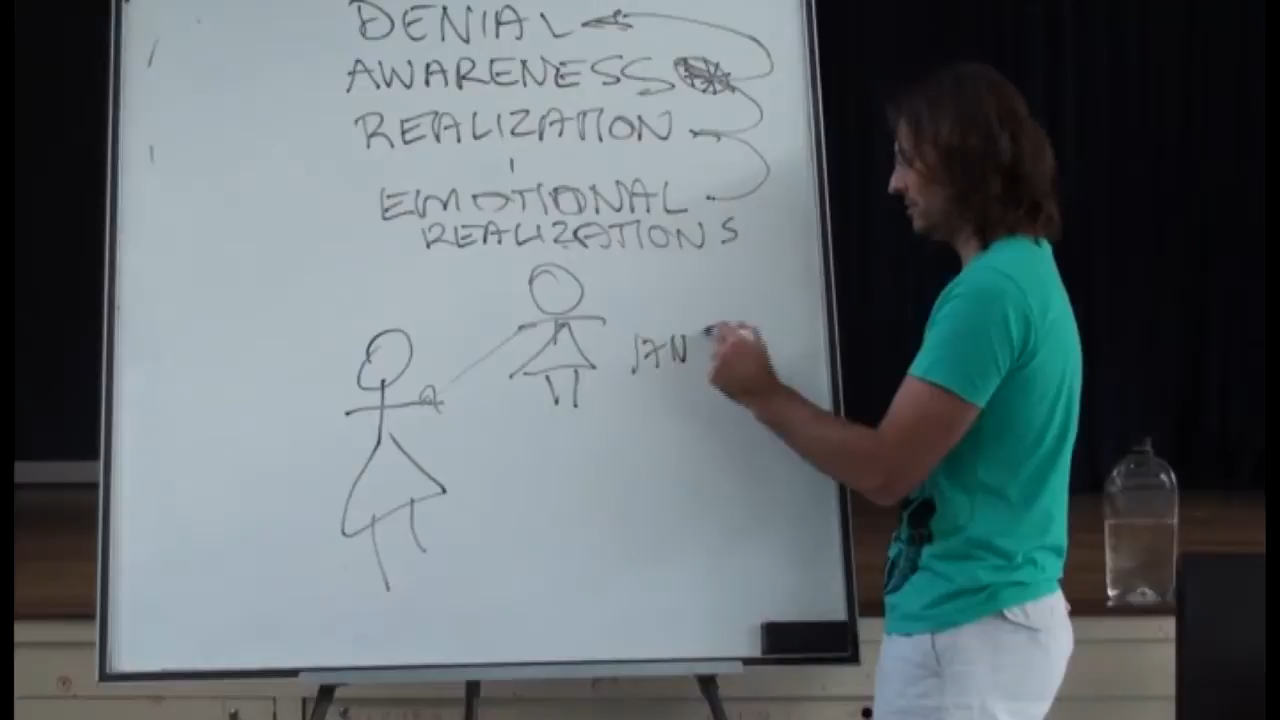 DENIAL
AWARENESS
REALIZATION
EMOTIONAL
REALIZATIONS